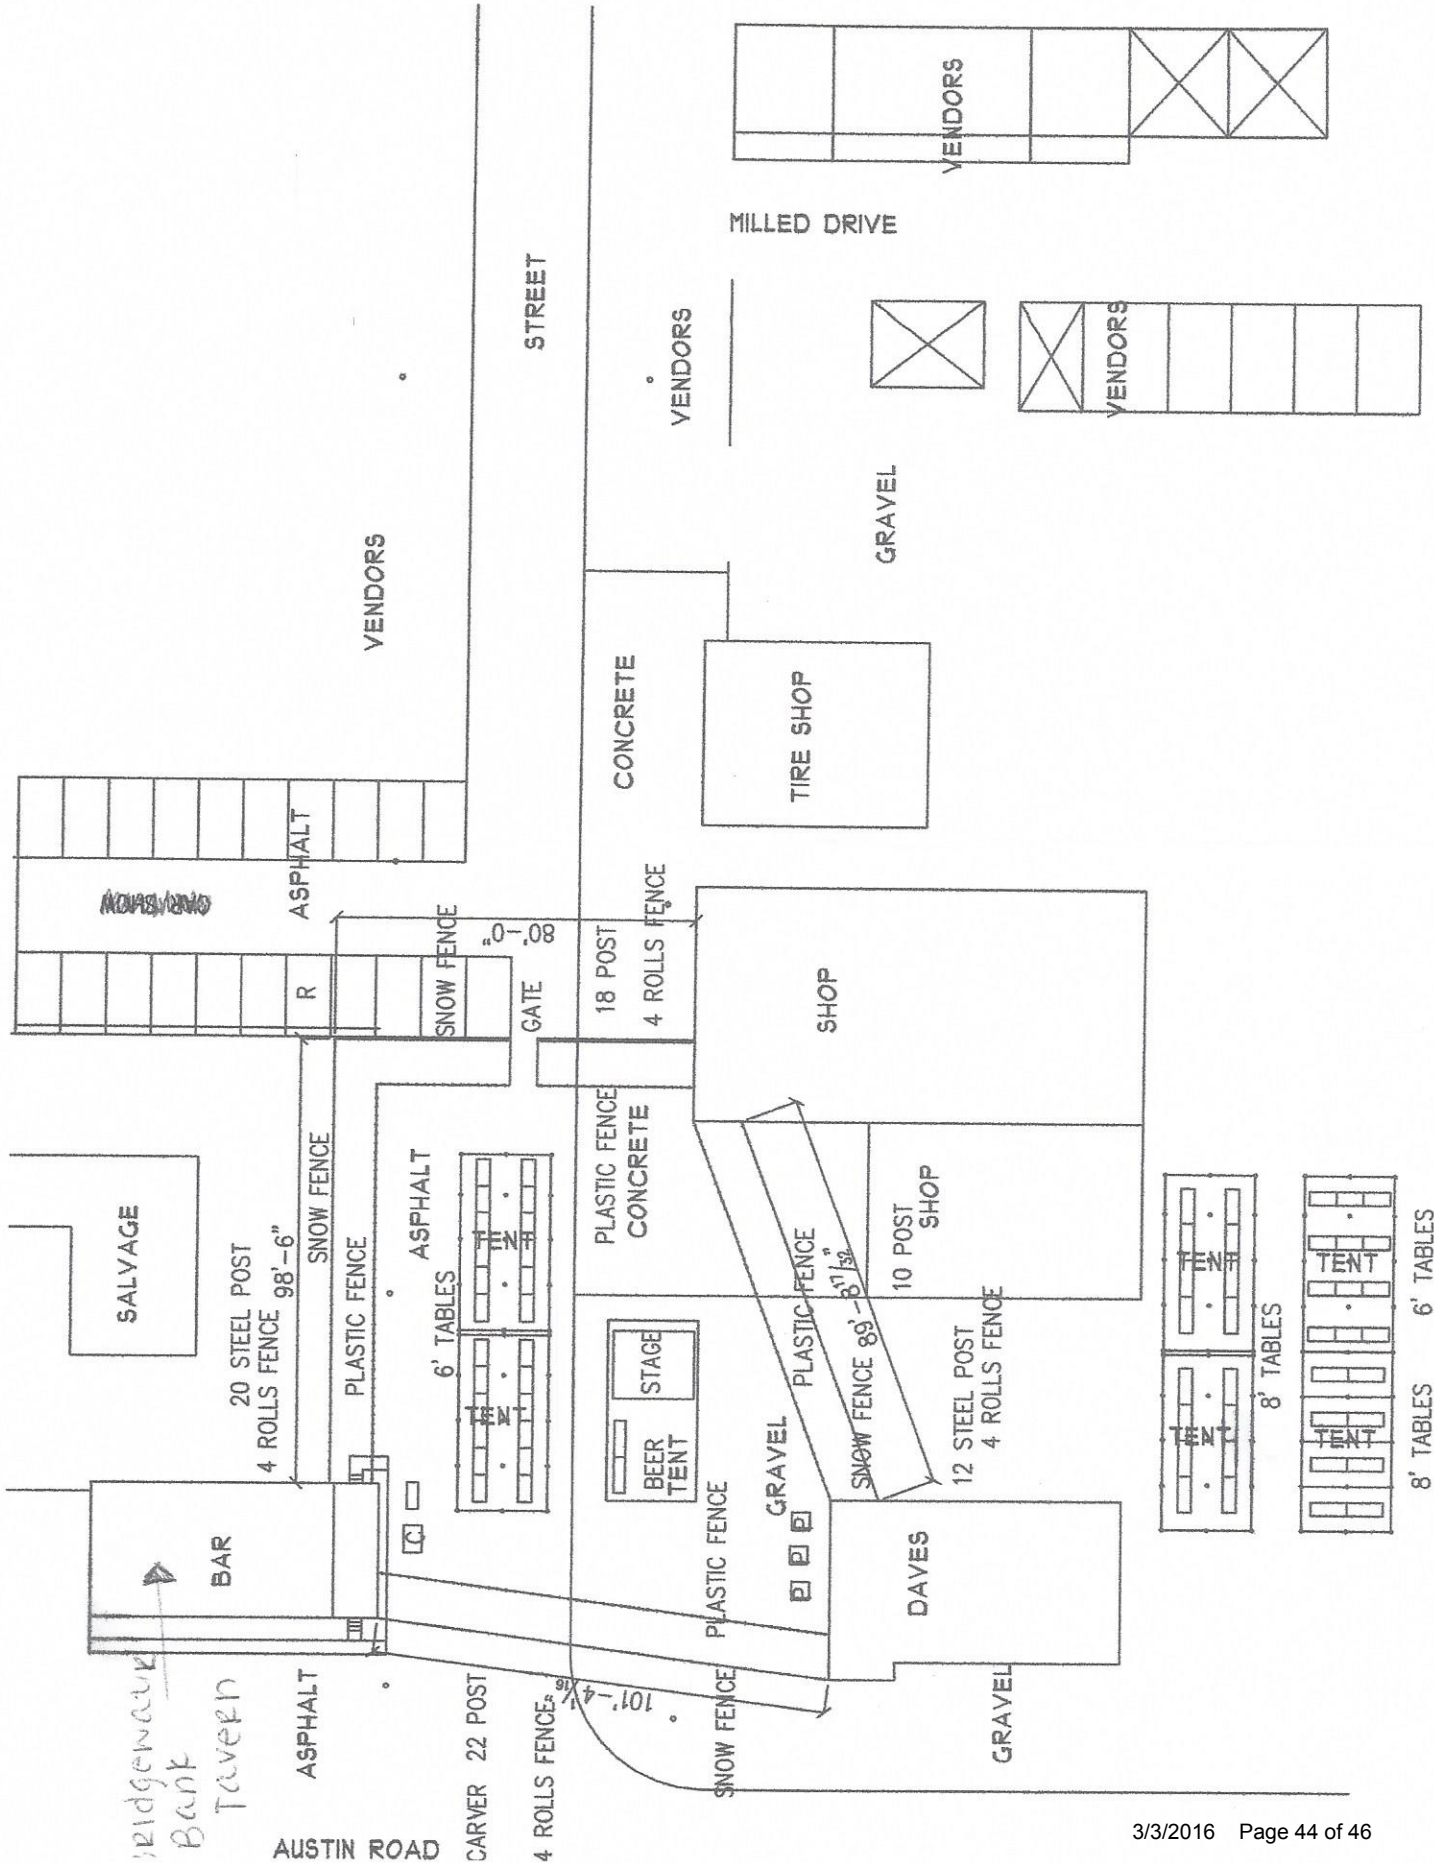 VENDORS
MILLED DRIVE
STREET
VENDORS
VENDORS
VENDORS
GRAVEL
CONCRETE
TIRE SHOP
ASPHALT
R
SNOW FENCE
80'-0"
GATE
18 POST
4 ROLLS FENCE
SHOP
SALVAGE
20 STEEL POST
4 ROLLS FENCE
98'-6"
SNOW FENCE
PLASTIC FENCE
ASPHALT
6' TABLES
TENT
TENT
PLASTIC FENCE
CONCRETE
STAGE
BEER
TENT
PLASTIC FENCE
SNOW FENCE
89'-8 17/32"
10 POST
SHOP
12 STEEL POST
4 ROLLS FENCE
GRAVEL
P P P
PLASTIC FENCE
SNOW FENCE
DAVES
GRAVEL
TENT
TENT
8' TABLES
TENT
TENT
6' TABLES
8' TABLES
BAR
C
Bank
Tavern
ASPHALT
CARVER 22 POST
4 ROLLS FENCE
AUSTIN ROAD
3/3/2016 Page 44 of 46